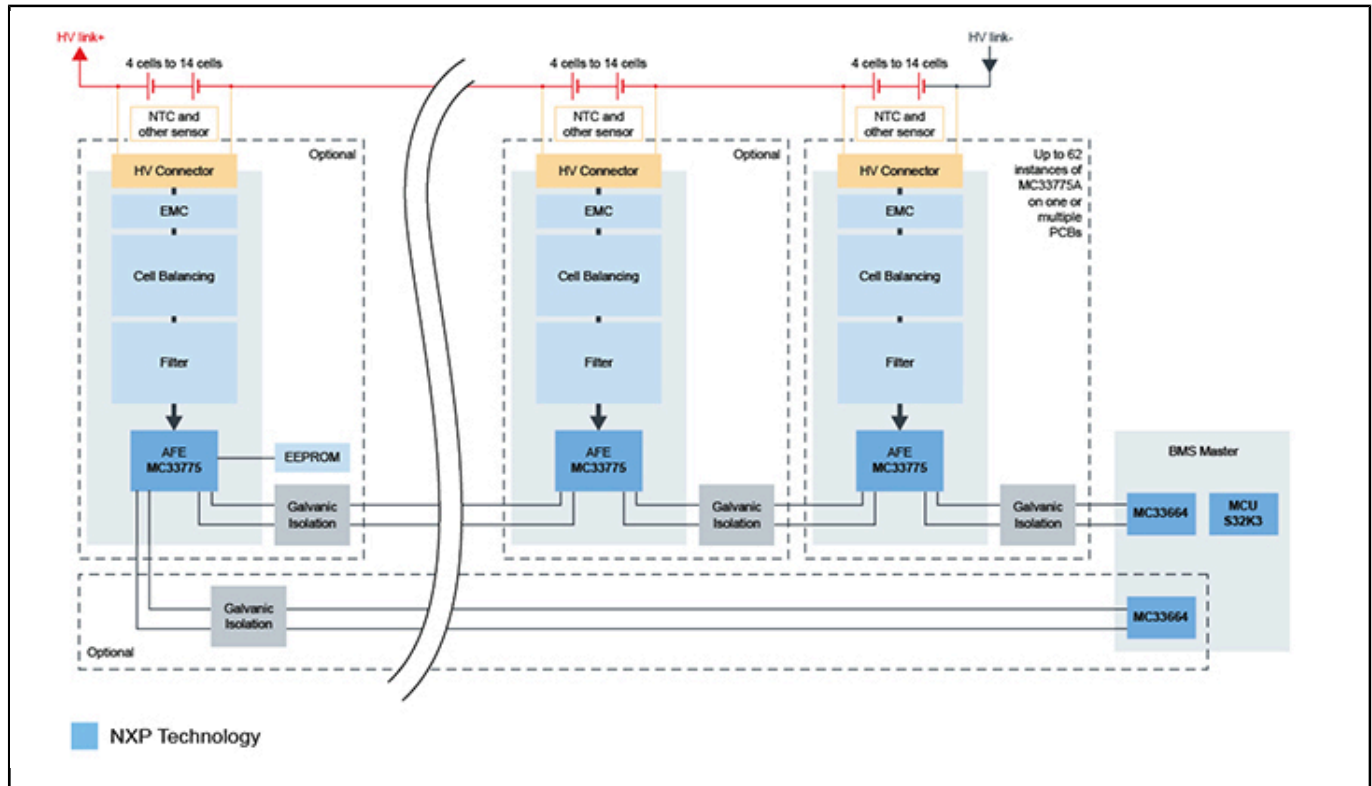 HV link+
HV link-
4 cells to 14 cells
4 cells to 14 cells
4 cells to 14 cells
NTC and
other sensor
NTC and
other sensor
NTC and
other sensor
Optional
Optional
Up to 62
instances of
MC33775A
on one or
multiple
PCBs
HV Connector
HV Connector
HV Connector
EMC
EMC
EMC
Cell Balancing
Cell Balancing
Cell Balancing
Filter
Filter
Filter
AFE
MC33775
EEPROM
AFE
MC33775
AFE
MC33775
BMS Master
Galvanic
Isolation
Galvanic
Isolation
Galvanic
Isolation
MC33664
MCU
S32K3
Galvanic
Isolation
MC33664
Optional
NXP Technology